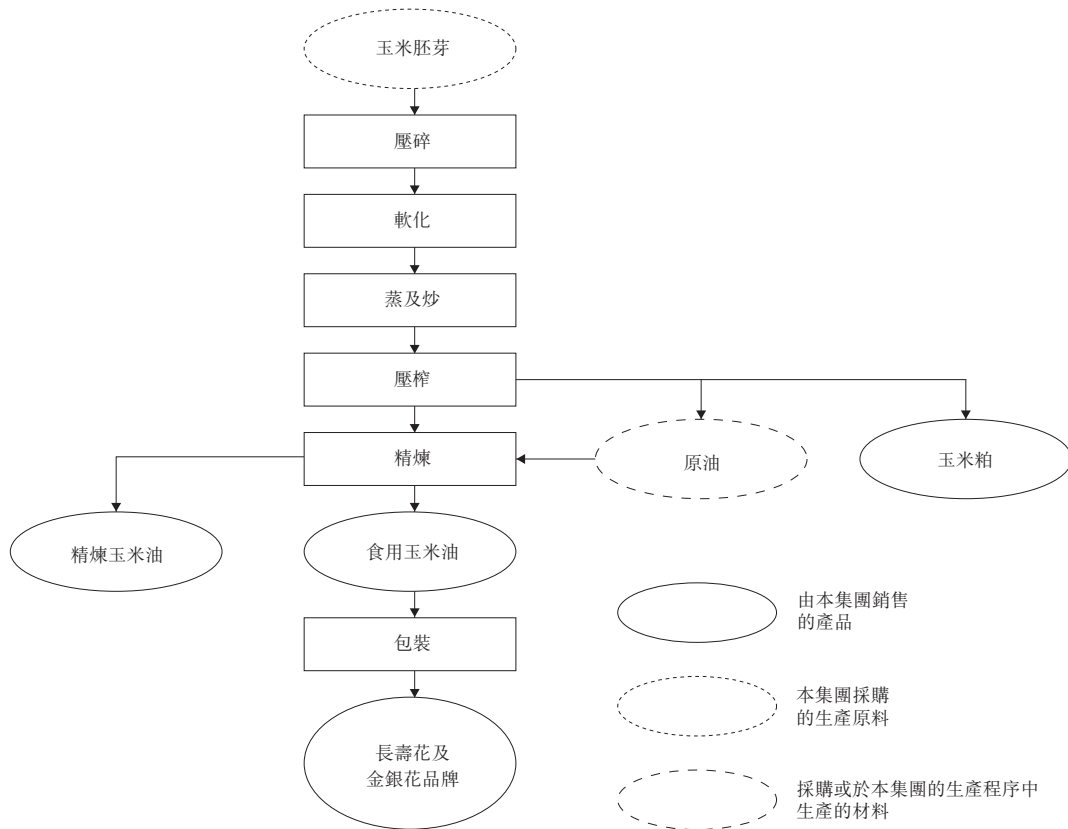 玉米胚芽
壓碎
軟化
蒸及炒
壓榨
精煉
原油
玉米粕
精煉玉米油
食用玉米油
包裝
長壽花及
金銀花品牌
由本集團銷售
的產品
本集團採購
的生產原料
採購或於本集團的生產程序中
生產的材料